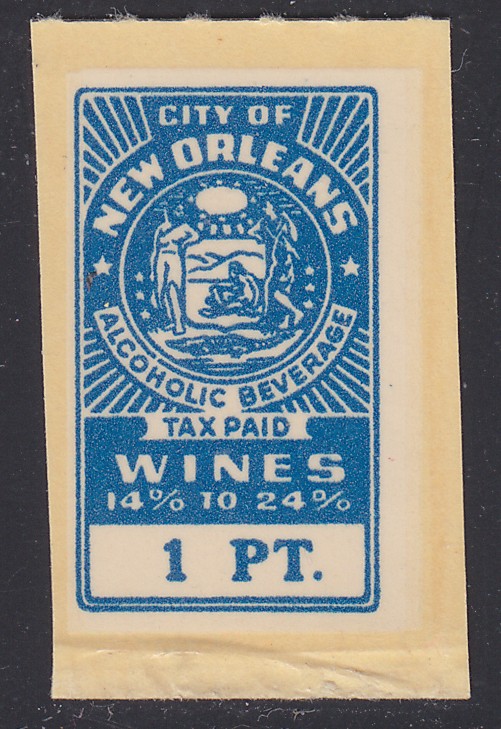 CITY OF
NEW ORLEANS
ALCOHOLIC BEVERAGE
TAX PAID
WINES
14% TO 24%
1 PT.